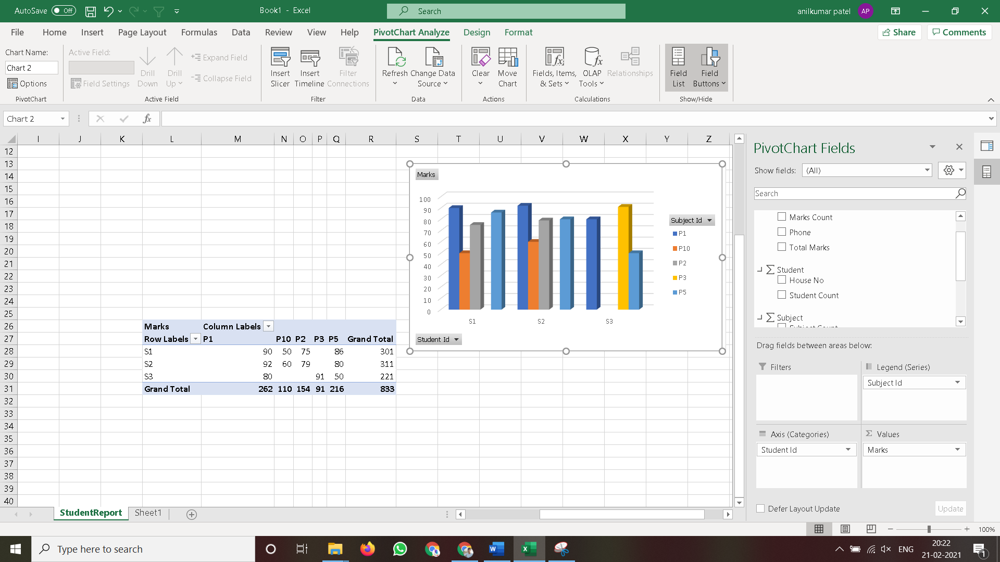 AutoSave Off Book1 - Excel Search anilkumar patel AP
File Home Insert Page Layout Formulas Data Review View Help PivotChart Analyze Design Format Share Comments
Chart Name:
Chart 2
Options
PivotChart
Active Field:
Field Settings
Drill Down
Drill Up
Expand Field
Collapse Field
Active Field
Insert Slicer
Insert Timeline
Filter Connections
Filter
Refresh
Change Data Source
Data
Clear
Move Chart
Actions
Fields, Items, & Sets
OLAP Tools
Relationships
Calculations
Field List
Field Buttons
Show/Hide
Chart 2 fx
I J K L M N O P Q R S T U V W X Y Z
12
13
14
15
16
17
18
19
20
21
22
23
24
25
26
27
28
29
30
31
32
33
34
35
36
37
38
39
40
Marks Column Labels
Row Labels P1 P10 P2 P3 P5 Grand Total
S1 90 50 75 86 301
S2 92 60 79 80 311
S3 80 91 50 221
Grand Total 262 110 154 91 216 833
Marks
100
90
80
70
60
50
40
30
20
10
0
S1 S2 S3
Student Id
Subject Id
P1
P10
P2
P3
P5
PivotChart Fields
Show fields: (All)
Search
Marks Count
Phone
Total Marks
Σ Student
House No
Student Count
Σ Subject
Subject Count
Drag fields between areas below:
Filters
Legend (Series)
Subject Id
Axis (Categories)
Student Id
Σ Values
Marks
Defer Layout Update Update
StudentReport Sheet1
100%
Type here to search
ENG
20:22
21-02-2021
1